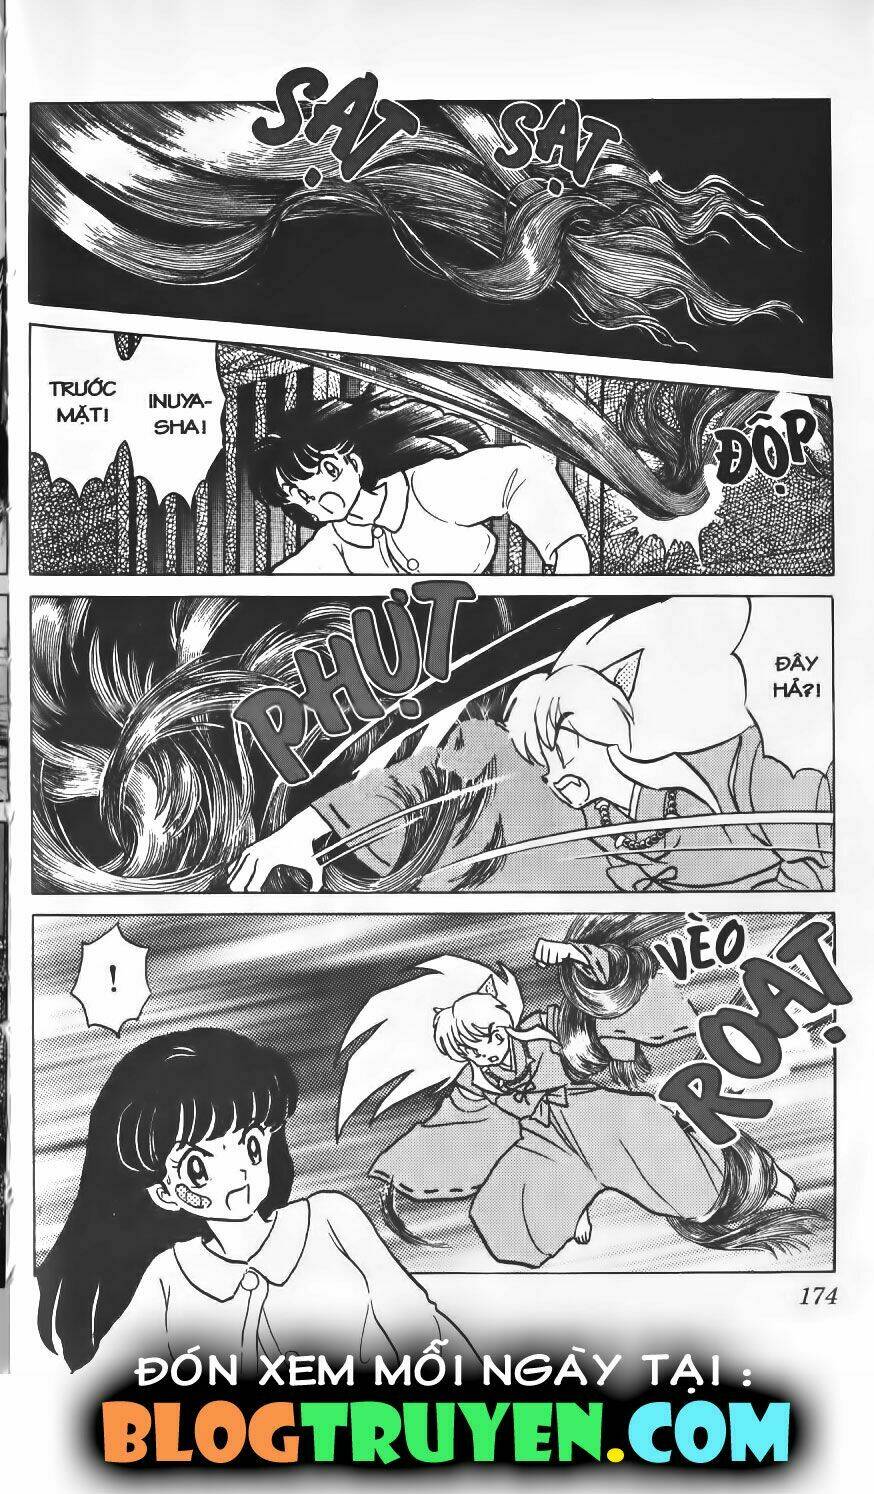 SẠT
SẠT
TRƯỚC
MẶT!
INUYA-
SHA!
ĐỘP
PHỰT
ĐÂY
HẢ?!
!
VÈO
ROẠT
174
ĐÓN XEM MỖI NGÀY TẠI :
BLOGTRUYEN.COM